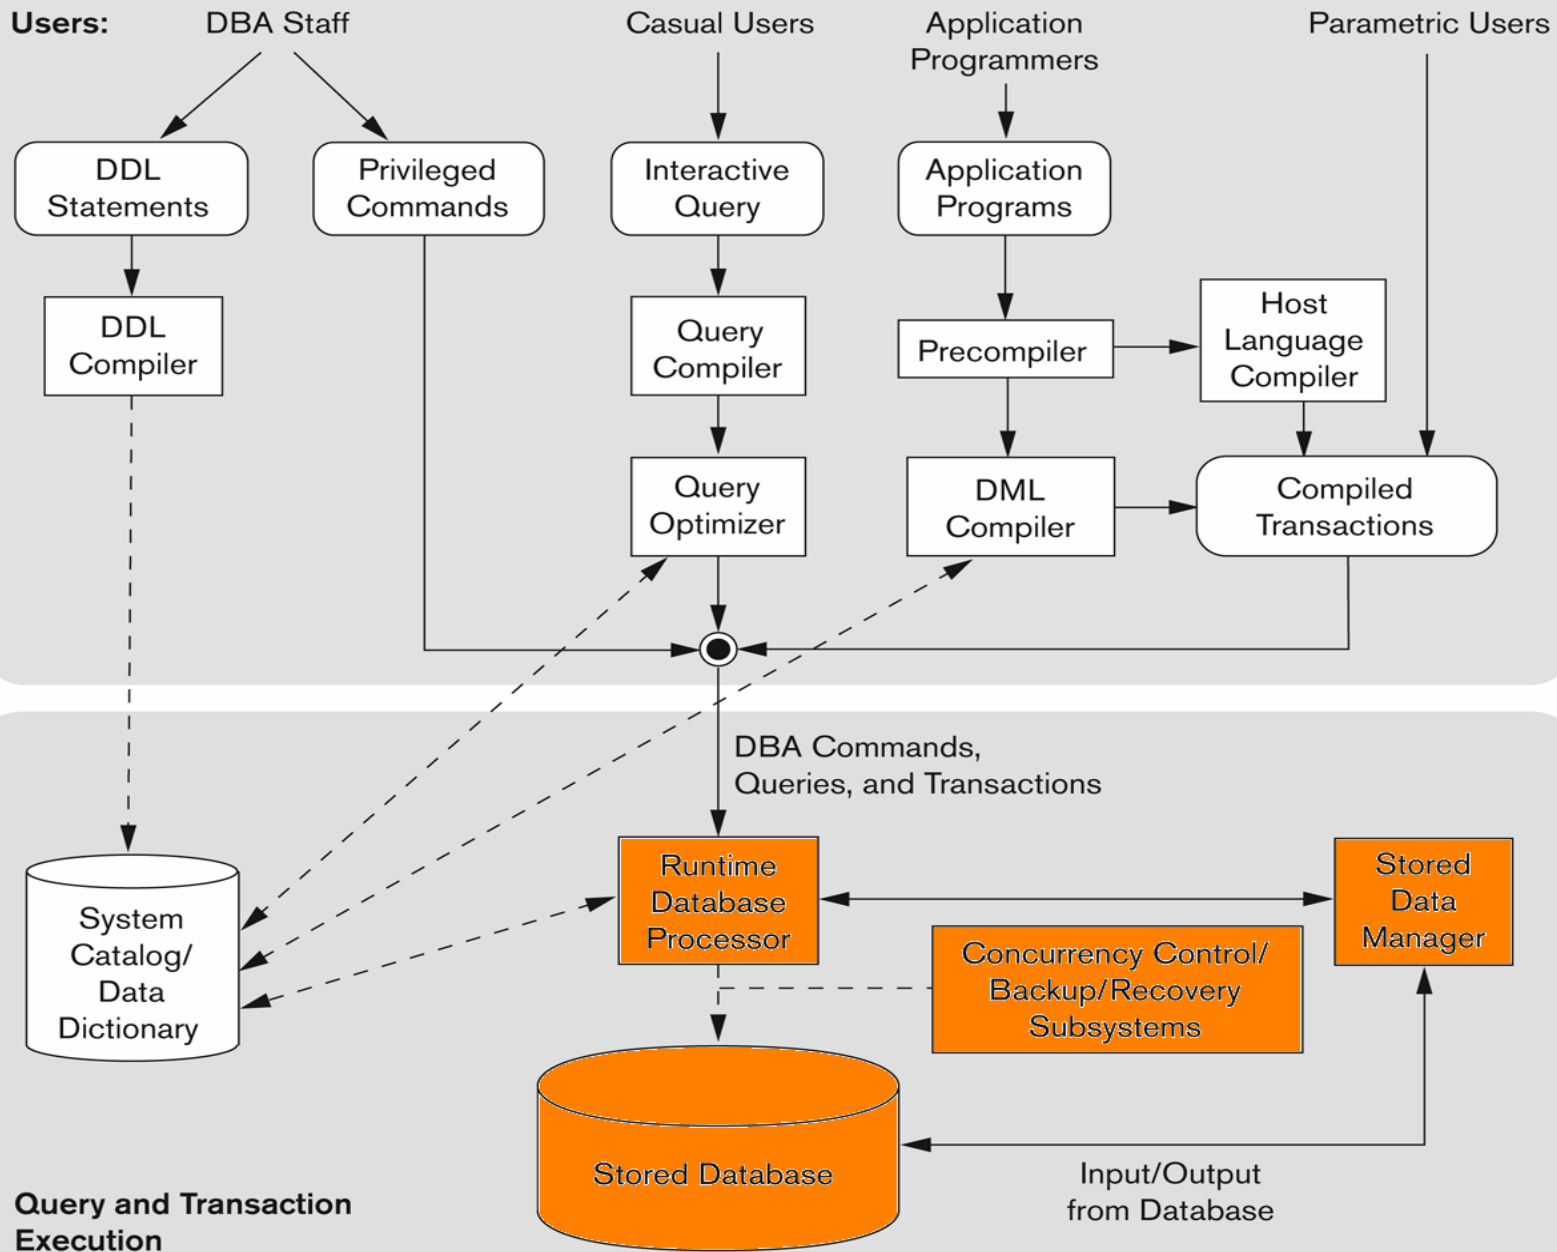 Users:
DBA Staff
Casual Users
Application
Programmers
Parametric Users
DDL
Statements
Privileged
Commands
Interactive
Query
Application
Programs
DDL
Compiler
Query
Compiler
Precompiler
Host
Language
Compiler
Query
Optimizer
DML
Compiler
Compiled
Transactions
DBA Commands,
Queries, and Transactions
System
Catalog/
Data
Dictionary
Runtime
Database
Processor
Stored
Data
Manager
Concurrency Control/
Backup/Recovery
Subsystems
Stored Database
Input/Output
from Database
Query and Transaction
Execution